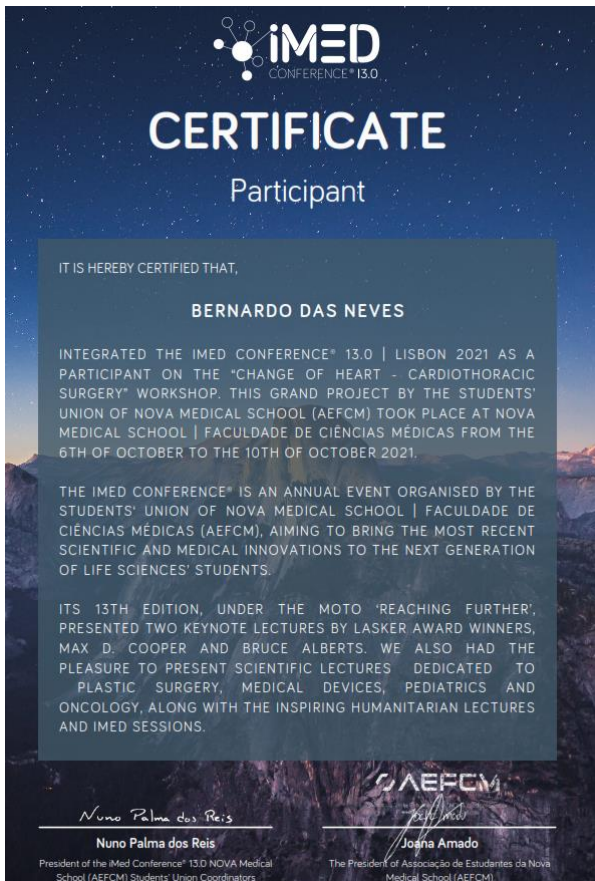 iMED
CONFERENCE® 13.0
CERTIFICATE
Participant
IT IS HEREBY CERTIFIED THAT,
BERNARDO DAS NEVES
INTEGRATED THE IMED CONFERENCE® 13.0 | LISBON 2021 AS A
PARTICIPANT ON THE "CHANGE OF HEART - CARDIOTHORACIC
SURGERY" WORKSHOP. THIS GRAND PROJECT BY THE STUDENTS'
UNION OF NOVA MEDICAL SCHOOL (AEFCM) TOOK PLACE AT NOVA
MEDICAL SCHOOL | FACULDADE DE CIÊNCIAS MÉDICAS FROM THE
6TH OF OCTOBER TO THE 10TH OF OCTOBER 2021.
THE IMED CONFERENCE® IS AN ANNUAL EVENT ORGANISED BY THE
STUDENTS' UNION OF NOVA MEDICAL SCHOOL | FACULDADE DE
CIÊNCIAS MÉDICAS (AEFCM), AIMING TO BRING THE MOST RECENT
SCIENTIFIC AND MEDICAL INNOVATIONS TO THE NEXT GENERATION
OF LIFE SCIENCES' STUDENTS.
ITS 13TH EDITION, UNDER THE MOTO 'REACHING FURTHER',
PRESENTED TWO KEYNOTE LECTURES BY LASKER AWARD WINNERS,
MAX D. COOPER AND BRUCE ALBERTS. WE ALSO HAD THE
PLEASURE TO PRESENT SCIENTIFIC LECTURES DEDICATED TO
PLASTIC SURGERY, MEDICAL DEVICES, PEDIATRICS AND
ONCOLOGY, ALONG WITH THE INSPIRING HUMANITARIAN LECTURES
AND IMED SESSIONS.
AEFCM
Nuno Palma dos Reis
Nuno Palma dos Reis
President of the iMed Conference® 13.0 NOVA Medical
School (AEFCM) Students' Union Coordinators
Joana Amado
The President of Associação de Estudantes da Nova
Medical School (AEFCM)